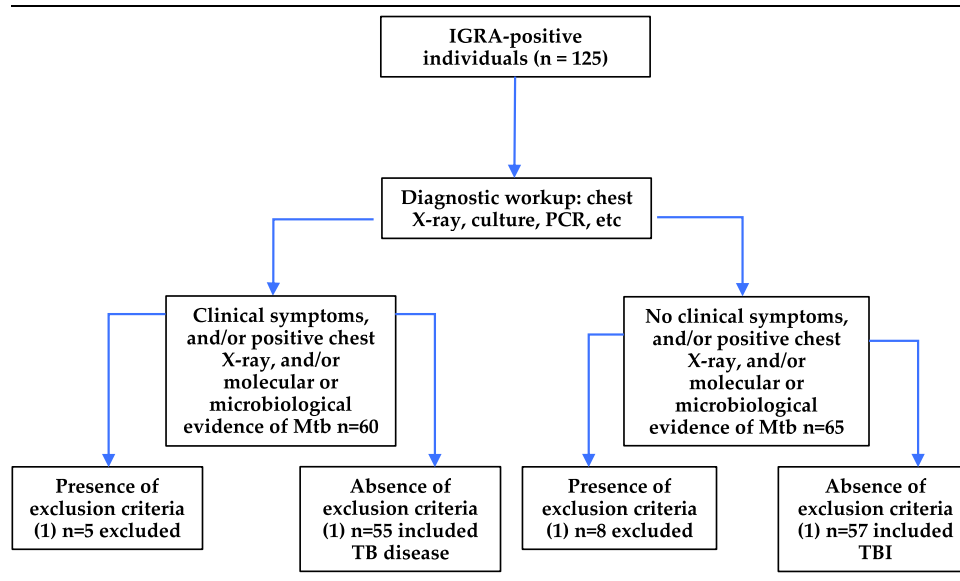 IGRA-positive
individuals (n = 125)
Diagnostic workup: chest
X-ray, culture, PCR, etc
Clinical symptoms,
and/or positive chest
X-ray, and/or
molecular or
microbiological
evidence of Mtb n=60
No clinical symptoms,
and/or positive chest
X-ray, and/or
molecular or
microbiological
evidence of Mtb n=65
Presence of
exclusion criteria
(1) n=5 excluded
Absence of
exclusion criteria
(1) n=55 included
TB disease
Presence of
exclusion criteria
(1) n=8 excluded
Absence of
exclusion criteria
(1) n=57 included
TBI